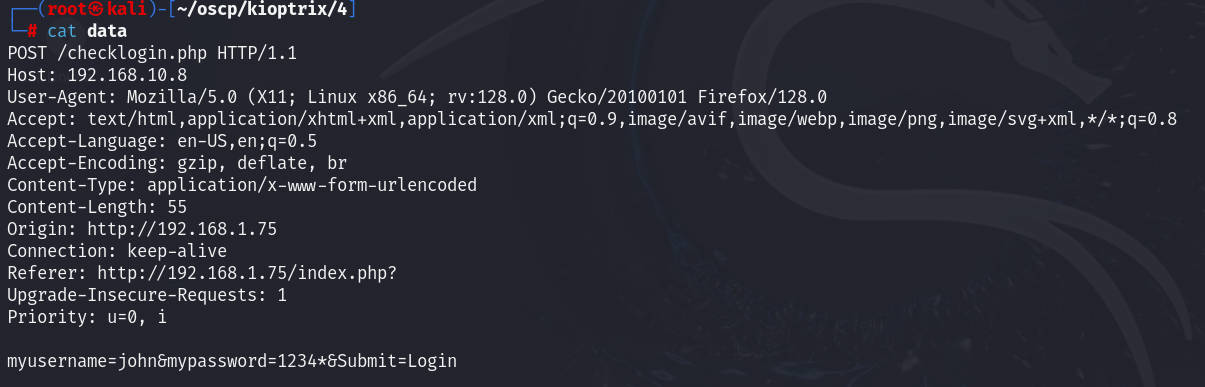 ┌──(root㉿kali)-[~/oscp/kioptrix/4]
└─# cat data
POST /checklogin.php HTTP/1.1
Host: 192.168.10.8
User-Agent: Mozilla/5.0 (X11; Linux x86_64; rv:128.0) Gecko/20100101 Firefox/128.0
Accept: text/html,application/xhtml+xml,application/xml;q=0.9,image/avif,image/webp,image/png,image/svg+xml,*/*;q=0.8
Accept-Language: en-US,en;q=0.5
Accept-Encoding: gzip, deflate, br
Content-Type: application/x-www-form-urlencoded
Content-Length: 55
Origin: http://192.168.1.75
Connection: keep-alive
Referer: http://192.168.1.75/index.php?
Upgrade-Insecure-Requests: 1
Priority: u=0, i
myusername=john&mypassword=1234*&Submit=Login